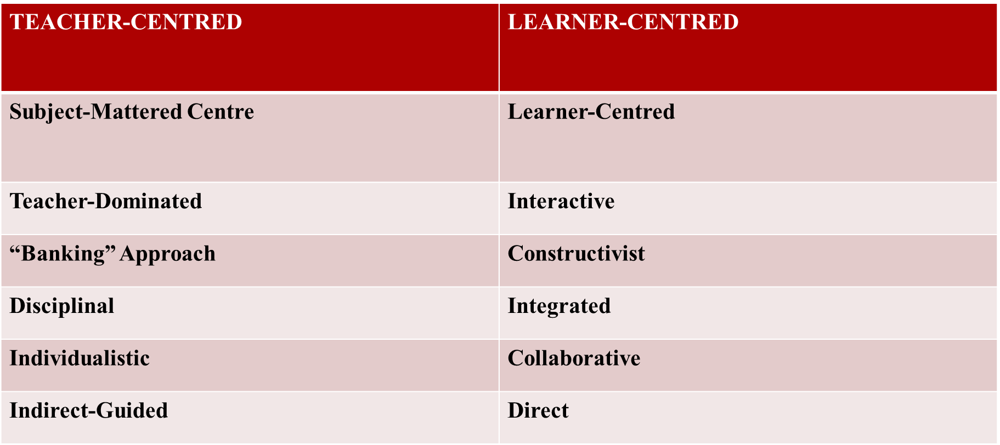 TEACHER-CENTRED
LEARNER-CENTRED
Subject-Mattered Centre
Learner-Centred
Teacher-Dominated
Interactive
“Banking” Approach
Constructivist
Disciplinal
Integrated
Individualistic
Collaborative
Indirect-Guided
Direct